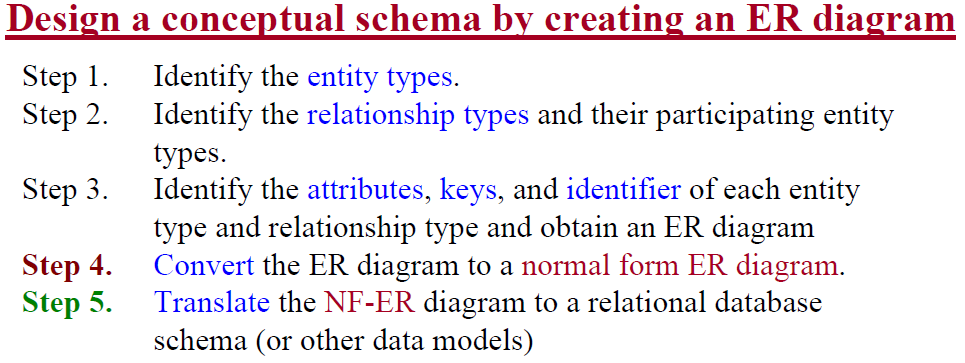 Design a conceptual schema by creating an ER diagram
Step 1. Identify the entity types.
Step 2. Identify the relationship types and their participating entity
types.
Step 3. Identify the attributes, keys, and identifier of each entity
type and relationship type and obtain an ER diagram
Step 4. Convert the ER diagram to a normal form ER diagram.
Step 5. Translate the NF-ER diagram to a relational database
schema (or other data models)